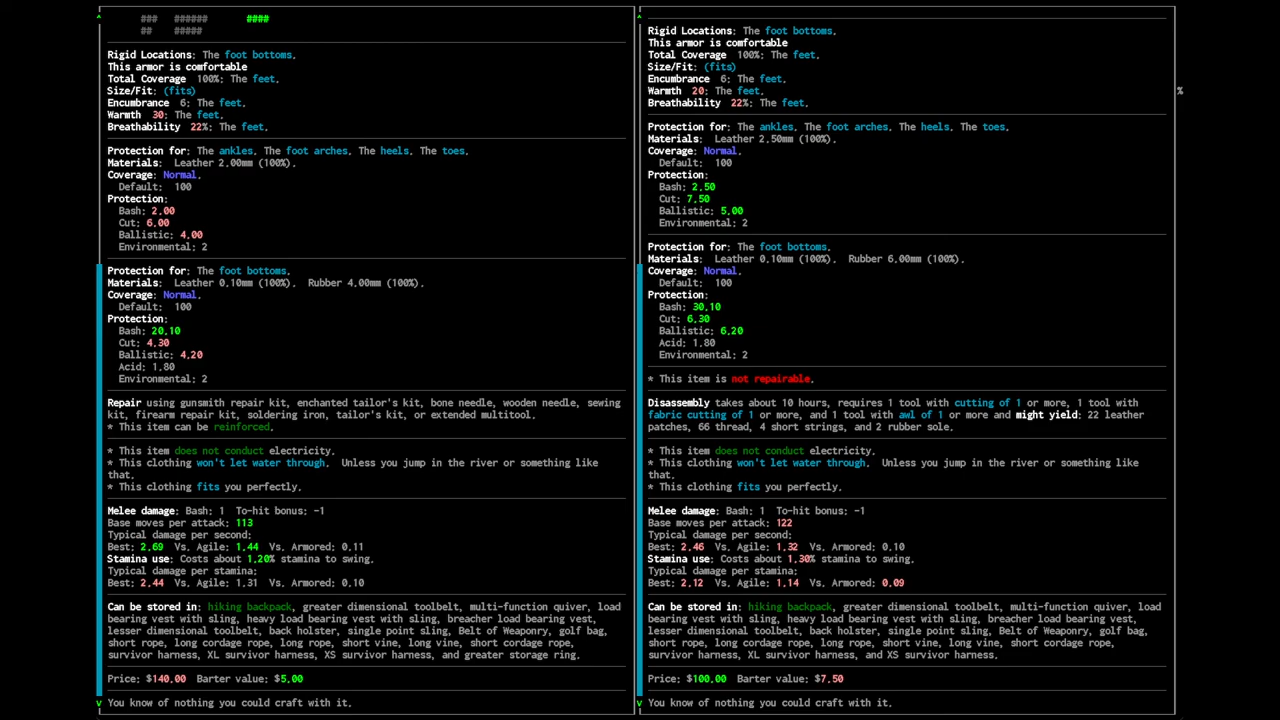 ^
### ###### ####
## #####
Rigid Locations: The foot bottoms.
This armor is comfortable
Total Coverage 100%: The feet.
Size/Fit: (fits)
Encumbrance 6: The feet.
Warmth 30: The feet.
Breathability 22%: The feet.
Protection for: The ankles. The foot arches. The heels. The toes.
Materials: Leather 2.00mm (100%).
Coverage: Normal.
Default: 100
Protection:
Bash: 2.00
Cut: 6.00
Ballistic: 4.00
Environmental: 2
Protection for: The foot bottoms.
Materials: Leather 0.10mm (100%). Rubber 4.00mm (100%).
Coverage: Normal.
Default: 100
Protection:
Bash: 20.10
Cut: 4.30
Ballistic: 4.20
Acid: 1.80
Environmental: 2
Repair using gunsmith repair kit, enchanted tailor's kit, bone needle, wooden needle, sewing
kit, firearm repair kit, soldering iron, tailor's kit, or extended multitool.
* This item can be reinforced.
* This item does not conduct electricity.
* This clothing won't let water through. Unless you jump in the river or something like
that.
* This clothing fits you perfectly.
Melee damage: Bash: 1 To-hit bonus: -1
Base moves per attack: 113
Typical damage per second:
Best: 2.69 Vs. Agile: 1.44 Vs. Armored: 0.11
Stamina use: Costs about 1.20% stamina to swing.
Typical damage per stamina:
Best: 2.44 Vs. Agile: 1.31 Vs. Armored: 0.10
Can be stored in: hiking backpack, greater dimensional toolbelt, multi-function quiver, load
bearing vest with sling, heavy load bearing vest with sling, breacher load bearing vest,
lesser dimensional toolbelt, back holster, single point sling, Belt of Weaponry, golf bag,
short rope, long cordage rope, long rope, short vine, long vine, short cordage rope,
survivor harness, XL survivor harness, XS survivor harness, and greater storage ring.
Price: $140.00 Barter value: $5.00
v You know of nothing you could craft with it.
^
Rigid Locations: The foot bottoms.
This armor is comfortable
Total Coverage 100%: The feet.
Size/Fit: (fits)
Encumbrance 6: The feet.
Warmth 20: The feet.
Breathability 22%: The feet.
%
Protection for: The ankles. The foot arches. The heels. The toes.
Materials: Leather 2.50mm (100%).
Coverage: Normal.
Default: 100
Protection:
Bash: 2.50
Cut: 7.50
Ballistic: 5.00
Environmental: 2
Protection for: The foot bottoms.
Materials: Leather 0.10mm (100%). Rubber 6.00mm (100%).
Coverage: Normal.
Default: 100
Protection:
Bash: 30.10
Cut: 6.30
Ballistic: 6.20
Acid: 1.80
Environmental: 2
* This item is not repairable.
Disassembly takes about 10 hours, requires 1 tool with cutting of 1 or more, 1 tool with
fabric cutting of 1 or more, and 1 tool with awl of 1 or more and might yield: 22 leather
patches, 66 thread, 4 short strings, and 2 rubber sole.
* This item does not conduct electricity.
* This clothing won't let water through. Unless you jump in the river or something like
that.
* This clothing fits you perfectly.
Melee damage: Bash: 1 To-hit bonus: -1
Base moves per attack: 122
Typical damage per second:
Best: 2.46 Vs. Agile: 1.32 Vs. Armored: 0.10
Stamina use: Costs about 1.30% stamina to swing.
Typical damage per stamina:
Best: 2.12 Vs. Agile: 1.14 Vs. Armored: 0.09
Can be stored in: hiking backpack, greater dimensional toolbelt, multi-function quiver, load
bearing vest with sling, heavy load bearing vest with sling, breacher load bearing vest,
lesser dimensional toolbelt, back holster, single point sling, Belt of Weaponry, golf bag,
short rope, long cordage rope, long rope, short vine, long vine, short cordage rope,
survivor harness, XL survivor harness, and XS survivor harness.
Price: $100.00 Barter value: $7.50
v You know of nothing you could craft with it.